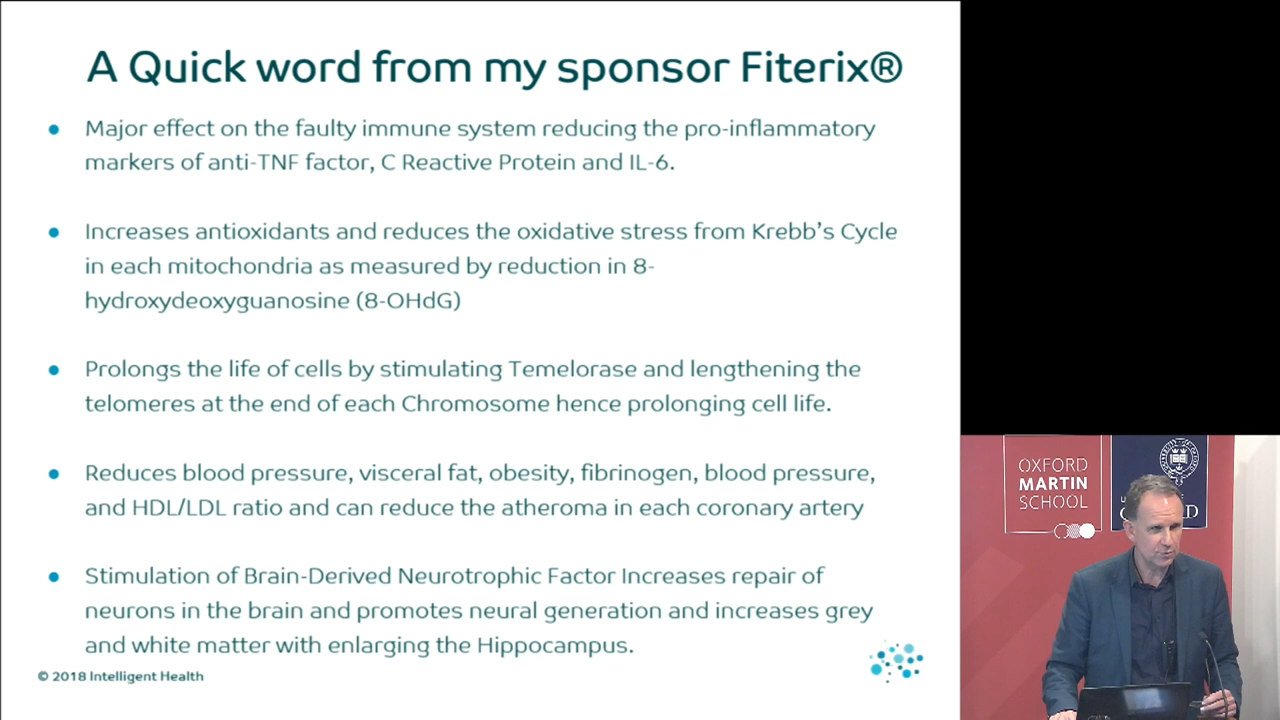 A Quick word from my sponsor Fiterix®
• Major effect on the faulty immune system reducing the pro-inflammatory
markers of anti-TNF factor, C Reactive Protein and IL-6.
• Increases antioxidants and reduces the oxidative stress from Krebb's Cycle
in each mitochondria as measured by reduction in 8-
hydroxydeoxyguanosine (8-OHdG)
• Prolongs the life of cells by stimulating Temelorase and lengthening the
telomeres at the end of each Chromosome hence prolonging cell life.
• Reduces blood pressure, visceral fat, obesity, fibrinogen, blood pressure,
and HDL/LDL ratio and can reduce the atheroma in each coronary artery
• Stimulation of Brain-Derived Neurotrophic Factor Increases repair of
neurons in the brain and promotes neural generation and increases grey
and white matter with enlarging the Hippocampus.
© 2018 Intelligent Health
OXFORD
MARTIN
SCHOOL